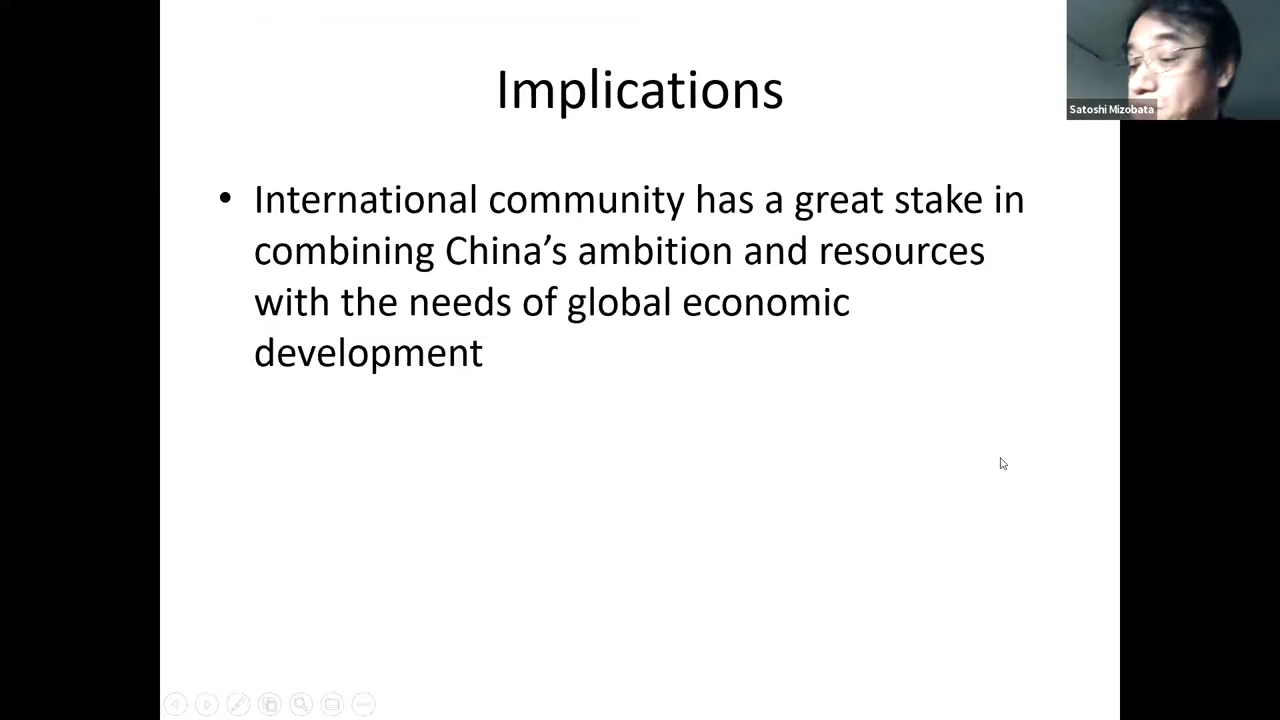 Implications
Satoshi Mizobata
• International community has a great stake in
combining China’s ambition and resources
with the needs of global economic
development